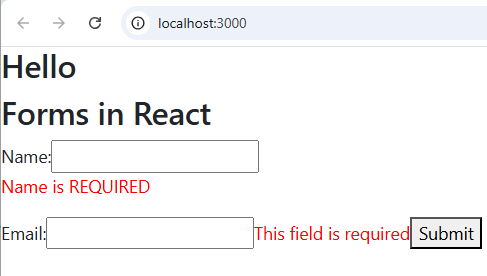 localhost:3000
Hello
Forms in React
Name:
Name is REQUIRED
Email: This field is required Submit